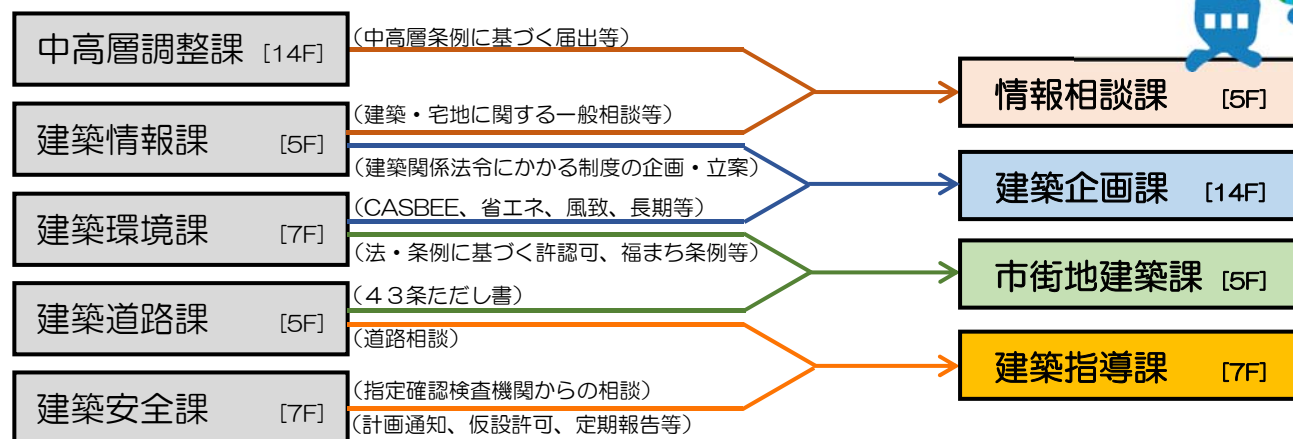 中高層調整課 [14F]
（中高層条例に基づく届出等）
建築情報課 [5F]
（建築・宅地に関する一般相談等）
（建築関係法令にかかる制度の企画・立案）
建築環境課 [7F]
（CASBEE、省エネ、風致、長期等）
（法・条例に基づく許認可、福まち条例等）
建築道路課 [5F]
（４３条ただし書）
（道路相談）
建築安全課 [7F]
（指定確認検査機関からの相談）
（計画通知、仮設許可、定期報告等）
情報相談課 [5F]
建築企画課 [14F]
市街地建築課 [5F]
建築指導課 [7F]